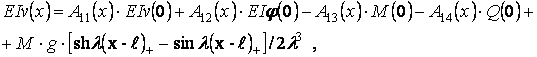 EIv(x) = A₁₁(x)· EIv(0) + A₁₂(x)· EIφ(0) − A₁₃(x)· M(0) − A₁₄(x)· Q(0) +
+ M · g · [shλ(x - ℓ)₊ − sin λ(x - ℓ)₊ ]/2λ³ ,